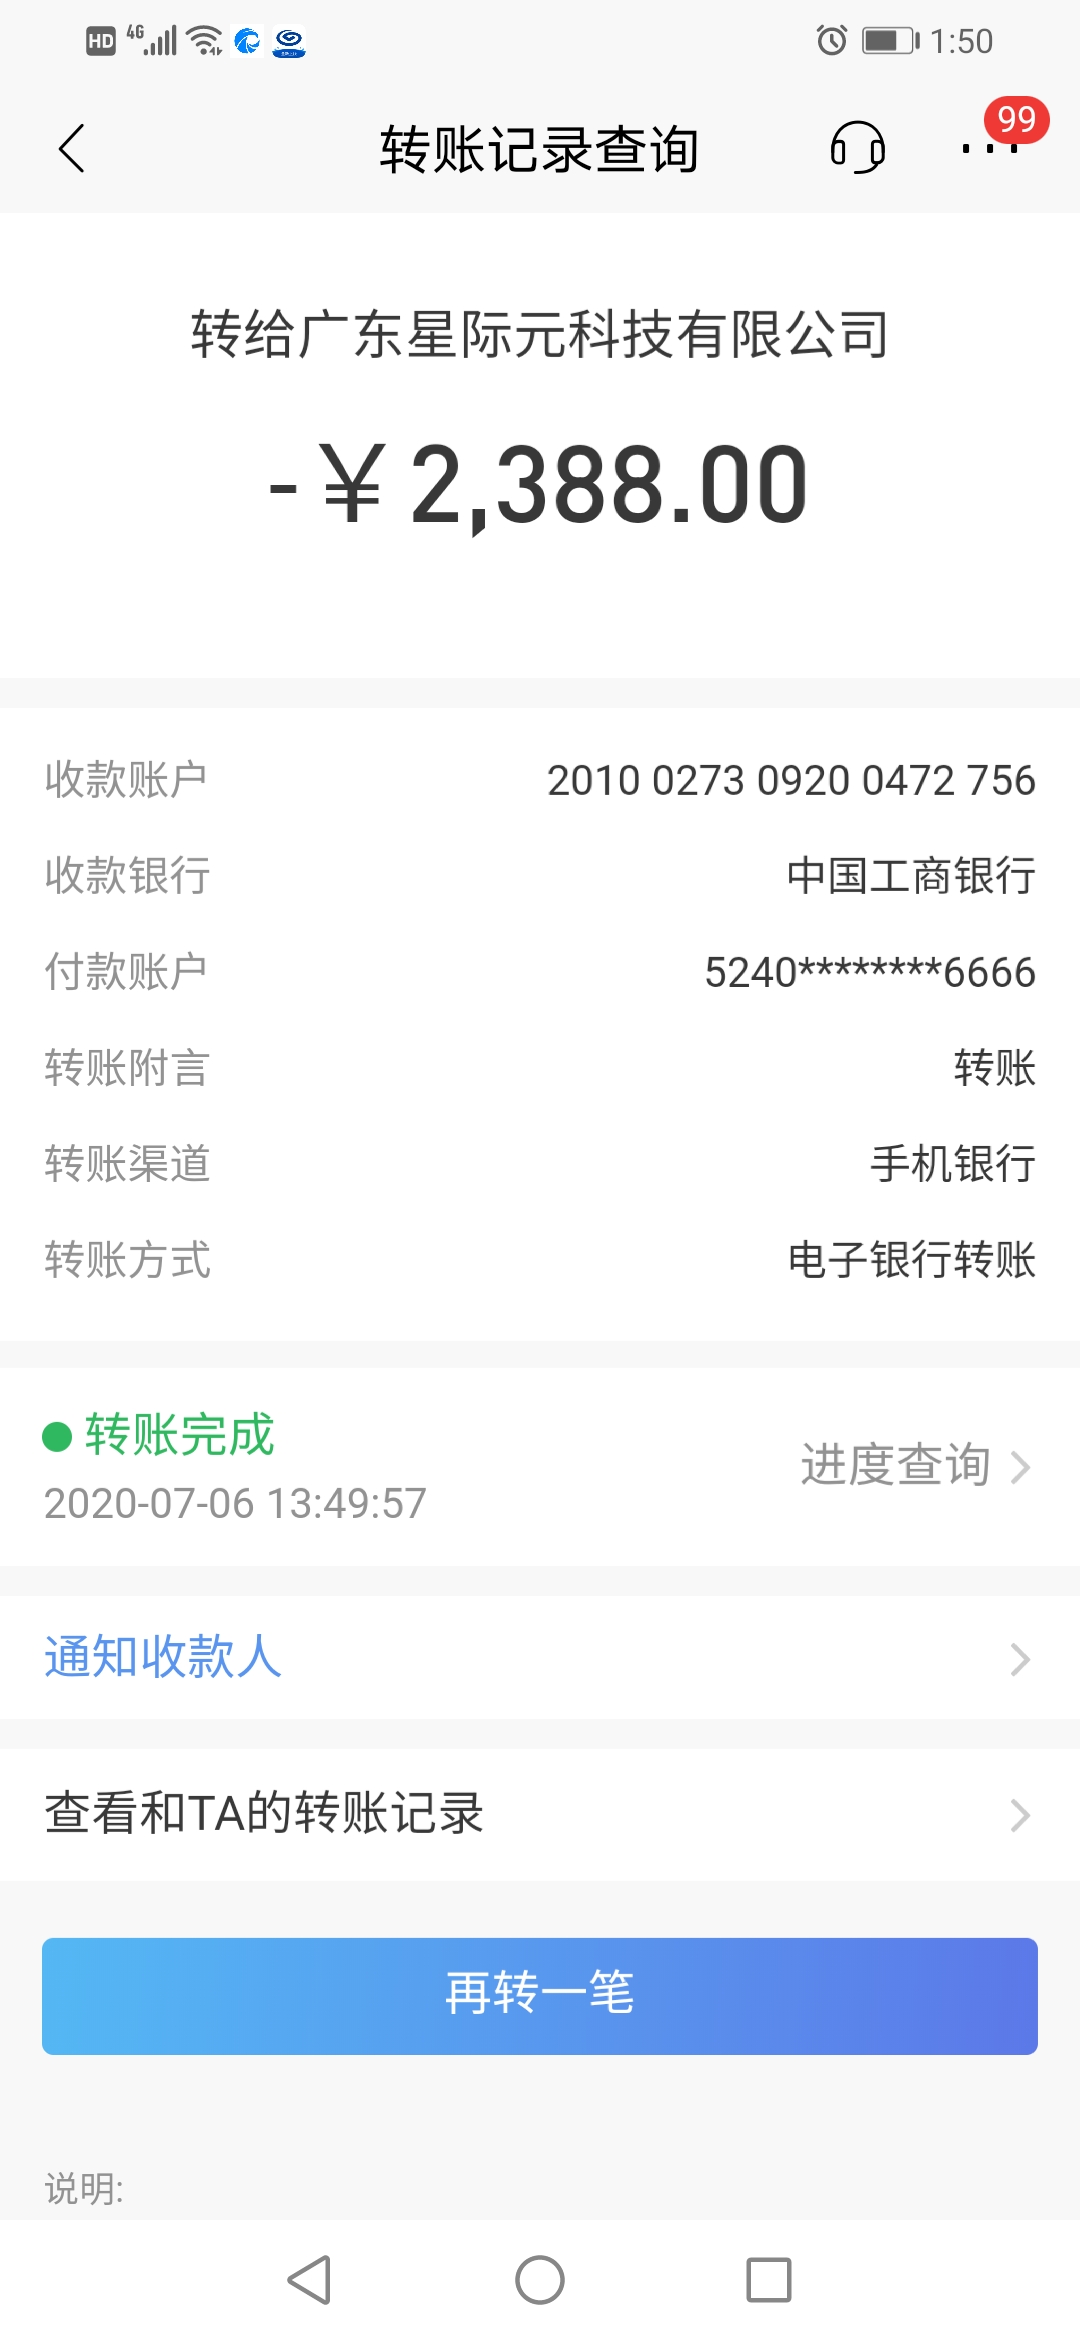 HD 4G 1:50
转账记录查询
99
转给广东星际元科技有限公司
-￥2,388.00
收款账户 2010 0273 0920 0472 756
收款银行 中国工商银行
付款账户 5240********6666
转账附言 转账
转账渠道 手机银行
转账方式 电子银行转账
转账完成
2020-07-06 13:49:57
进度查询
通知收款人
查看和TA的转账记录
再转一笔
说明: